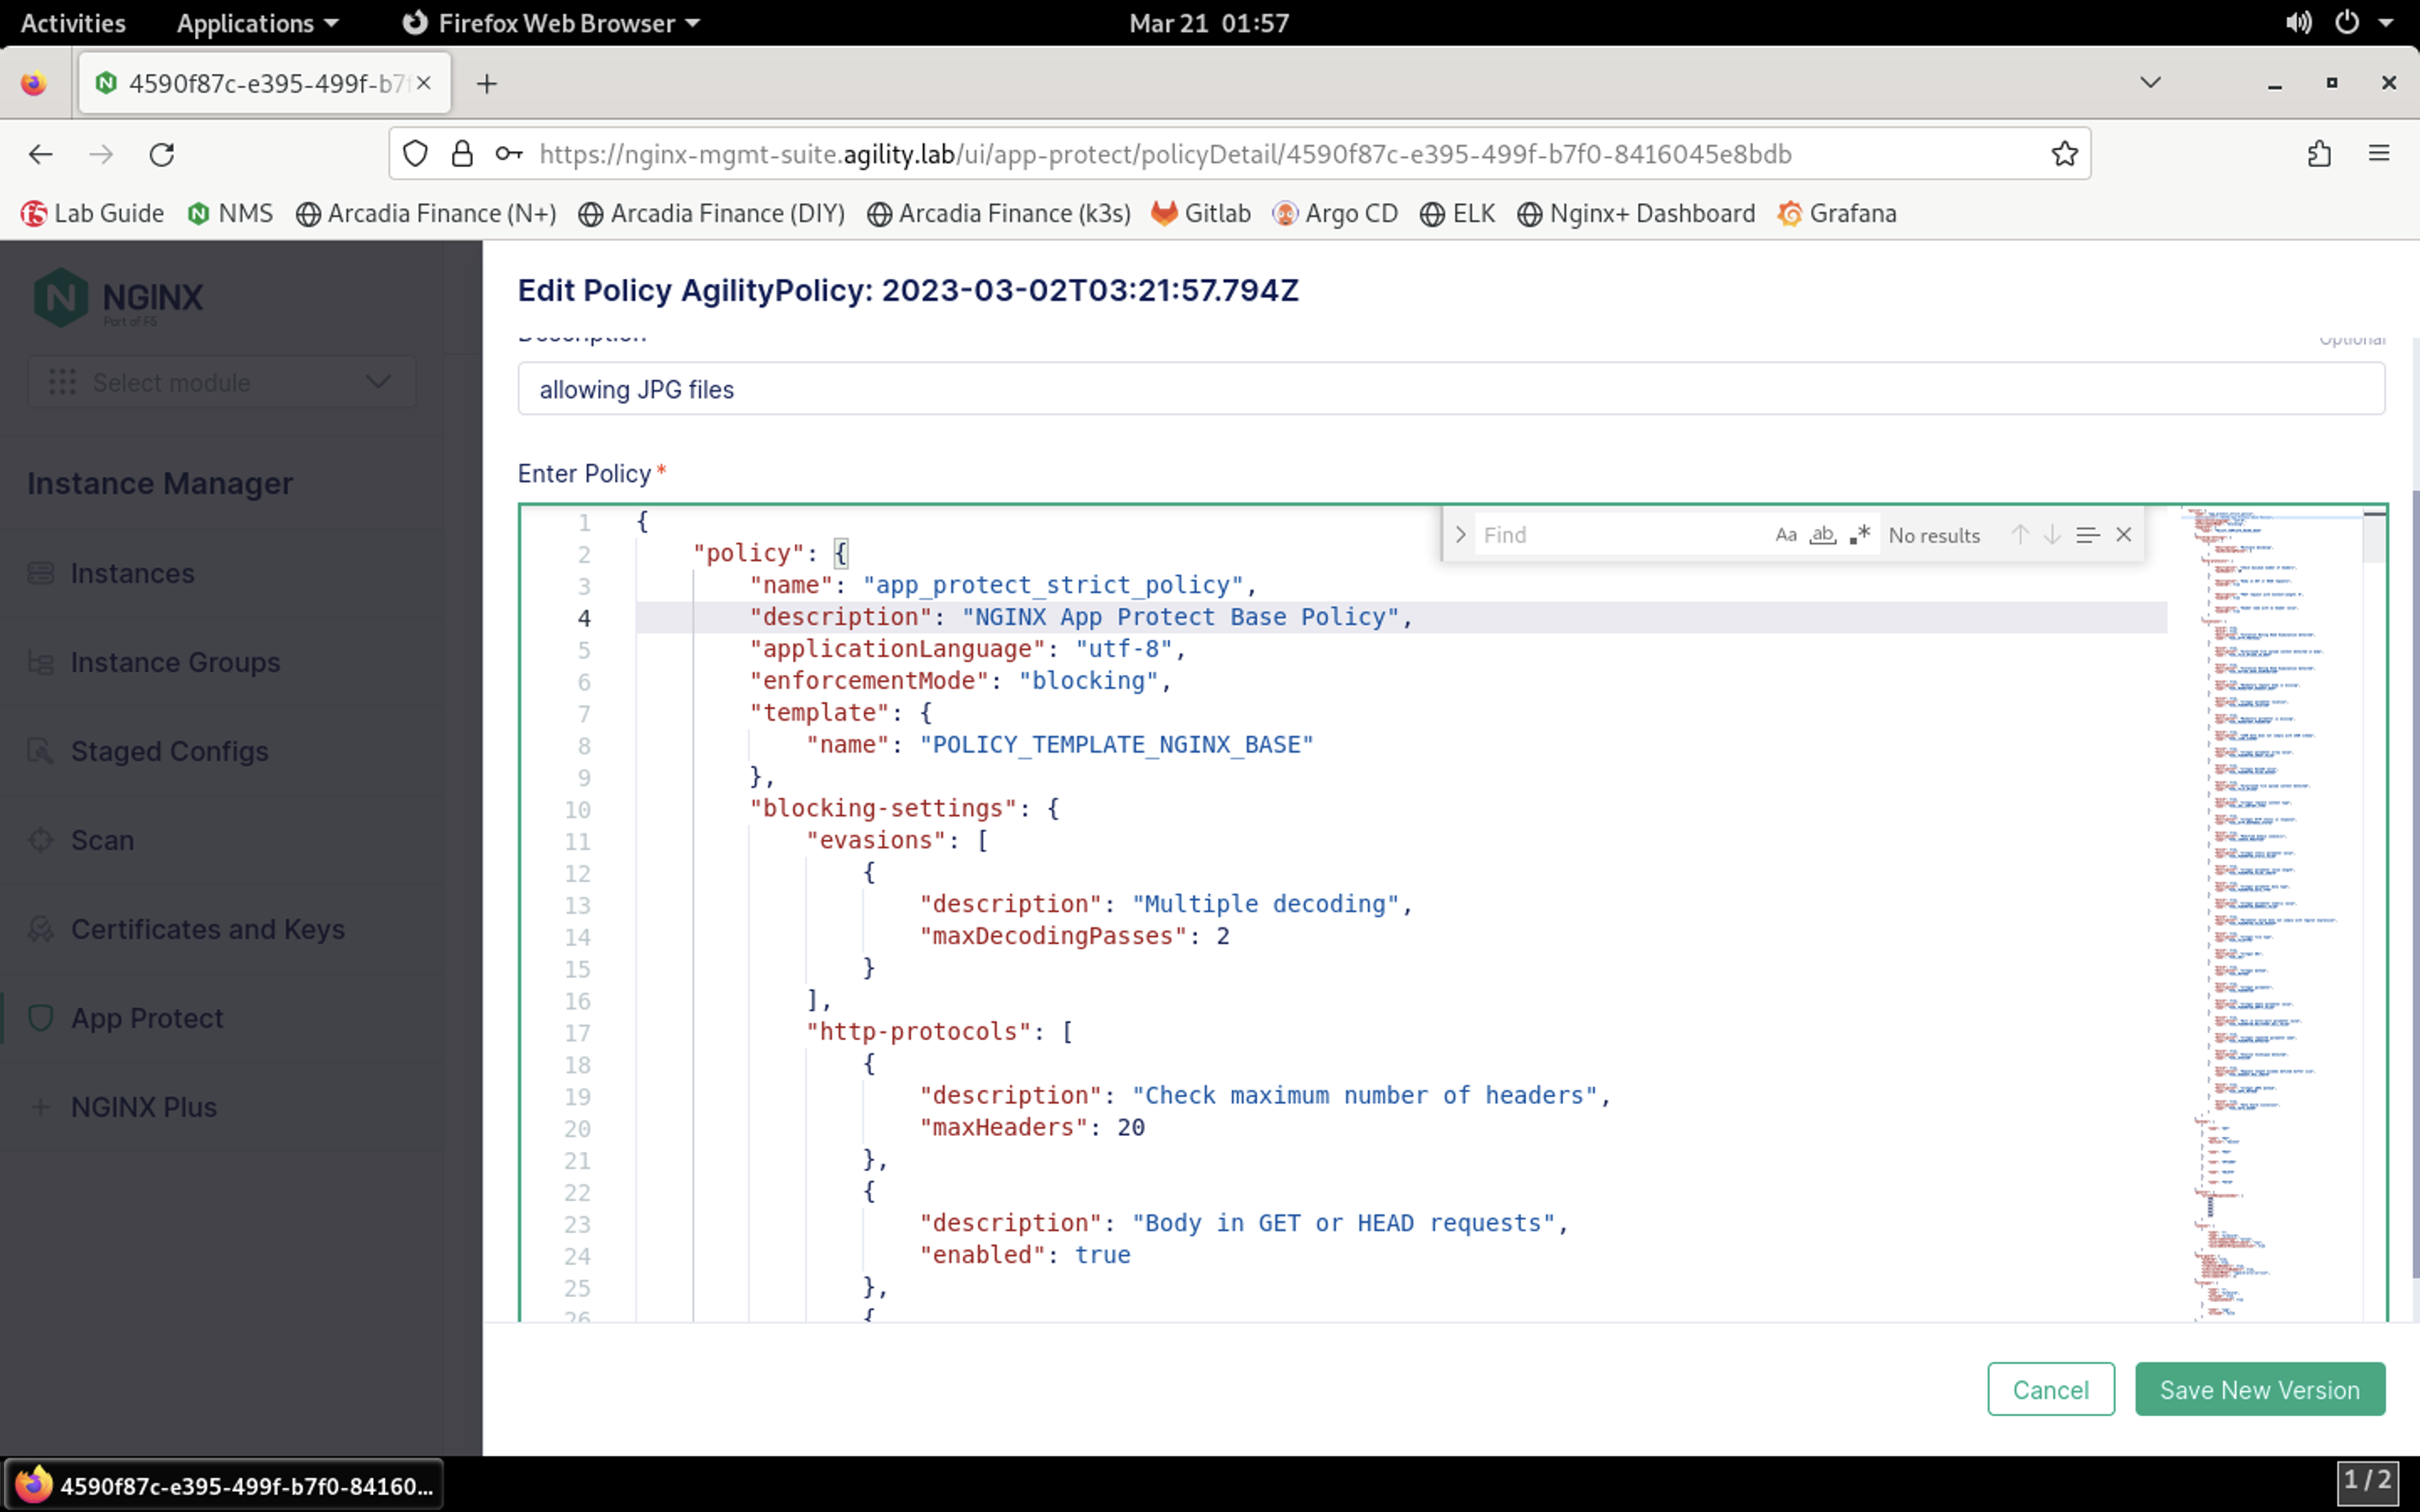 Activities Applications Firefox Web Browser Mar 21 01:57
4590f87c-e395-499f-b7f
https://nginx-mgmt-suite.agility.lab/ui/app-protect/policyDetail/4590f87c-e395-499f-b7f0-8416045e8bdb
Lab Guide NMS Arcadia Finance (N+) Arcadia Finance (DIY) Arcadia Finance (k3s) Gitlab Argo CD ELK Nginx+ Dashboard Grafana
NGINX
Part of F5
Select module
Instance Manager
Instances
Instance Groups
Staged Configs
Scan
Certificates and Keys
App Protect
NGINX Plus
Edit Policy AgilityPolicy: 2023-03-02T03:21:57.794Z
Description Optional
allowing JPG files
Enter Policy *
Find Aa ab .* No results
1 {
2 "policy": {
3 "name": "app_protect_strict_policy",
4 "description": "NGINX App Protect Base Policy",
5 "applicationLanguage": "utf-8",
6 "enforcementMode": "blocking",
7 "template": {
8 "name": "POLICY_TEMPLATE_NGINX_BASE"
9 },
10 "blocking-settings": {
11 "evasions": [
12 {
13 "description": "Multiple decoding",
14 "maxDecodingPasses": 2
15 }
16 ],
17 "http-protocols": [
18 {
19 "description": "Check maximum number of headers",
20 "maxHeaders": 20
21 },
22 {
23 "description": "Body in GET or HEAD requests",
24 "enabled": true
25 },
26 {
Cancel Save New Version
4590f87c-e395-499f-b7f0-84160... 1 / 2